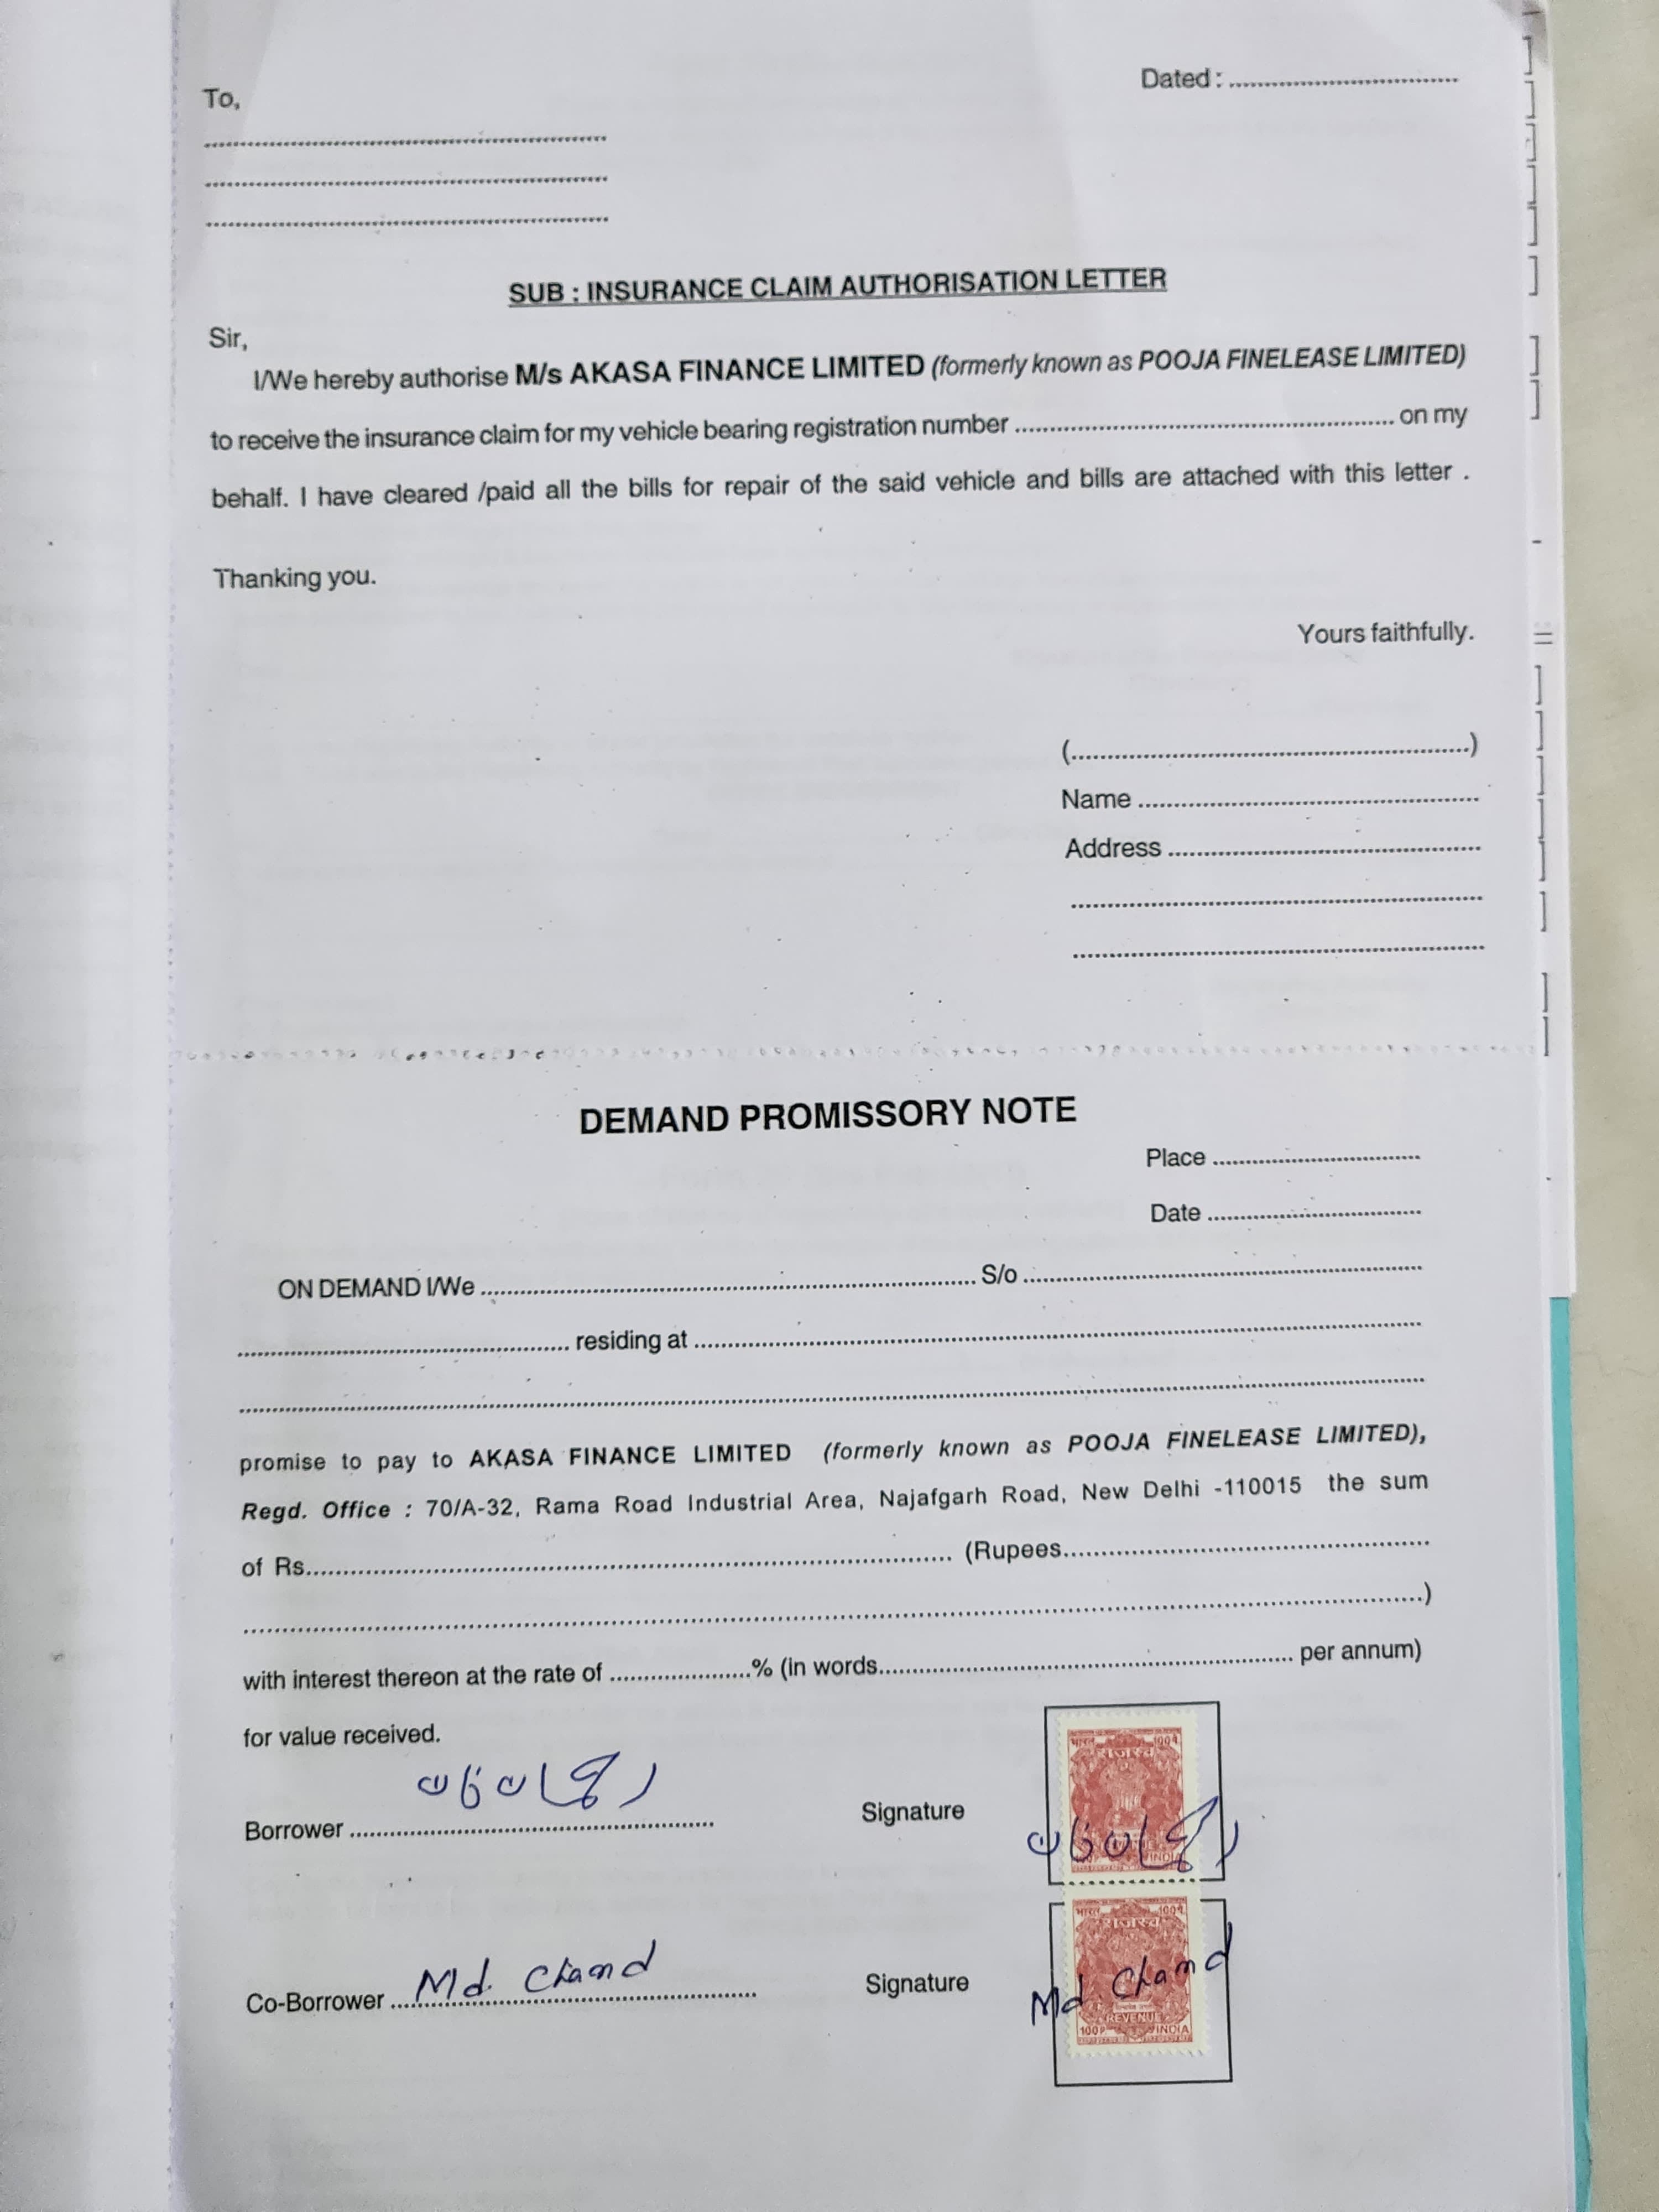 To,
Dated : ........................................
............................................................
............................................................
............................................................
SUB : INSURANCE CLAIM AUTHORISATION LETTER
Sir,
I/We hereby authorise M/s AKASA FINANCE LIMITED (formerly known as POOJA FINELEASE LIMITED)
to receive the insurance claim for my vehicle bearing registration number ............................................................ on my
behalf. I have cleared /paid all the bills for repair of the said vehicle and bills are attached with this letter .
Thanking you.
Yours faithfully.
(............................................................)
Name ............................................................
Address ............................................................
............................................................
............................................................
DEMAND PROMISSORY NOTE
Place ........................................
Date ........................................
ON DEMAND I/We ............................................................ S/o ............................................................
............................................................ residing at ............................................................
............................................................
promise to pay to AKASA FINANCE LIMITED (formerly known as POOJA FINELEASE LIMITED),
Regd. Office : 70/A-32, Rama Road Industrial Area, Najafgarh Road, New Delhi -110015 the sum
of Rs............................................................. (Rupees............................................................
............................................................)
with interest thereon at the rate of ....................% (in words............................................................ per annum)
for value received.
Borrower ............................................................ Signature
भारत 100प
राजस्व
INDIA
Co-Borrower Md. Chand Signature Md Chand
भारत 100प
राजस्व
REVENUE
100P INDIA